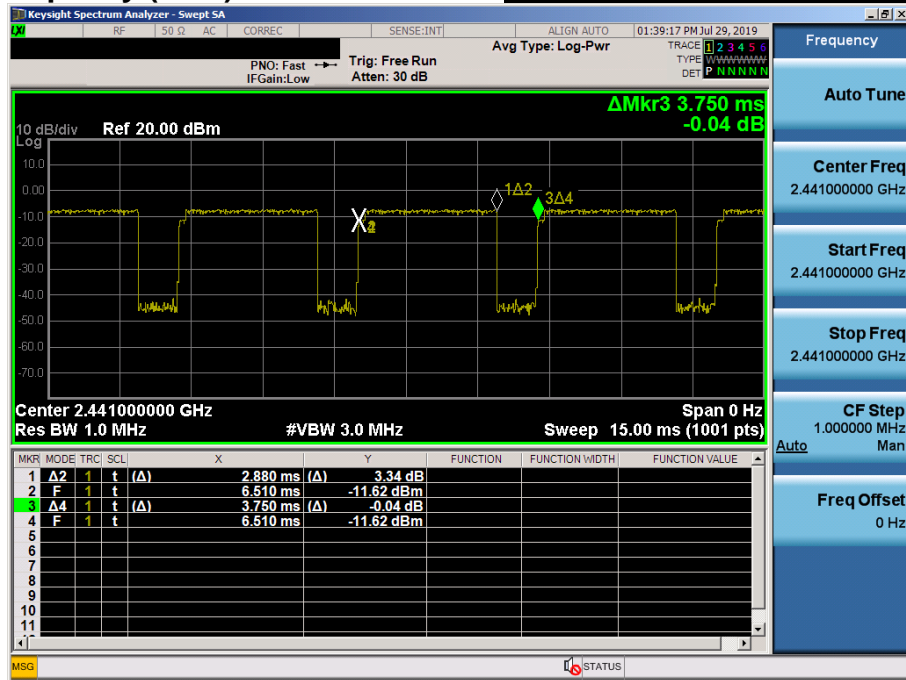 Keysight Spectrum Analyzer - Swept SA
LXI RF 50 Ω AC CORREC SENSE:INT ALIGN AUTO 01:39:17 PM Jul 29, 2019
Avg Type: Log-Pwr TRACE 1 2 3 4 5 6
PNO: Fast Trig: Free Run TYPE WWWWWW
IFGain:Low Atten: 30 dB DET P N N N N N
ΔMkr3 3.750 ms
-0.04 dB
10 dB/div Ref 20.00 dBm
Log
10.0
0.00
-10.0
-20.0
-30.0
-40.0
-50.0
-60.0
-70.0
1Δ2
3Δ4
Center 2.441000000 GHz Span 0 Hz
Res BW 1.0 MHz #VBW 3.0 MHz Sweep 15.00 ms (1001 pts)
MKR MODE TRC SCL X Y FUNCTION FUNCTION WIDTH FUNCTION VALUE
1 Δ2 1 t (Δ) 2.880 ms (Δ) 3.34 dB
2 F 1 t 6.510 ms -11.62 dBm
3 Δ4 1 t (Δ) 3.750 ms (Δ) -0.04 dB
4 F 1 t 6.510 ms -11.62 dBm
5
6
7
8
9
10
11
MSG STATUS
Frequency
Auto Tune
Center Freq
2.441000000 GHz
Start Freq
2.441000000 GHz
Stop Freq
2.441000000 GHz
CF Step
1.000000 MHz
Auto Man
Freq Offset
0 Hz